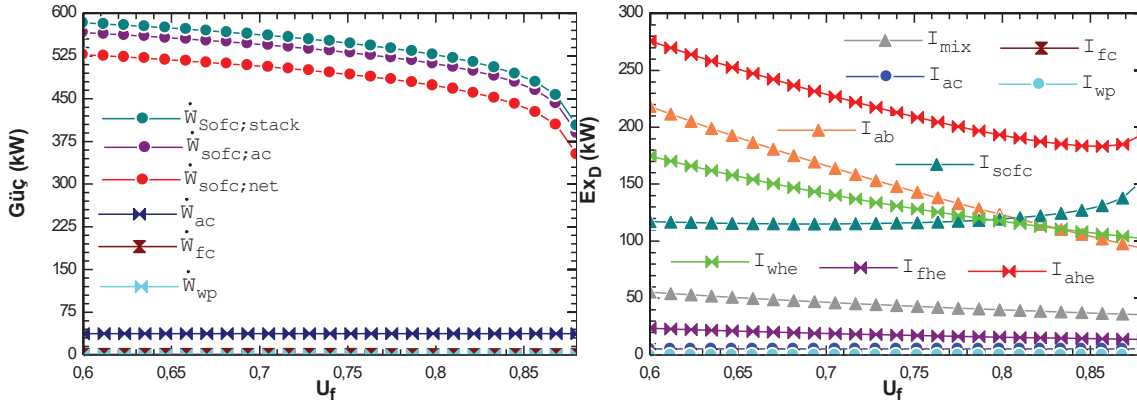 600
525
450
375
300
225
150
75
0
Güç (kW)
Ẇ Sofc;stack
Ẇ sofc;ac
Ẇ sofc;net
Ẇ ac
Ẇ fc
Ẇ wp
0,6 0,65 0,7 0,75 0,8 0,85
U f
300
250
200
150
100
50
0
Ex D (kW)
I mix
I fc
I ac
I wp
I ab
I sofc
I whe
I fhe
I ahe
0,6 0,65 0,7 0,75 0,8 0,85
U f